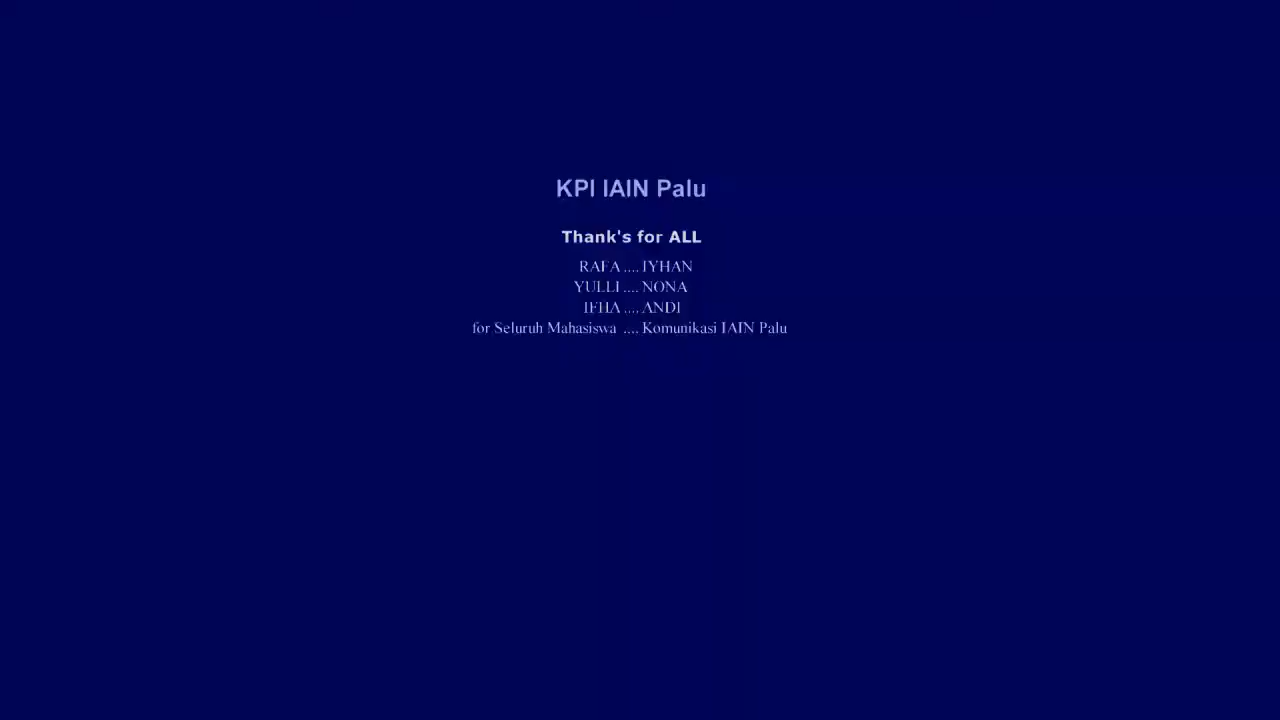 KPI IAIN Palu
Thank's for ALL
RAFA .... IYHAN
YULLI .... NONA
IFHA .... ANDI
for Seluruh Mahasiswa .... Komunikasi IAIN Palu